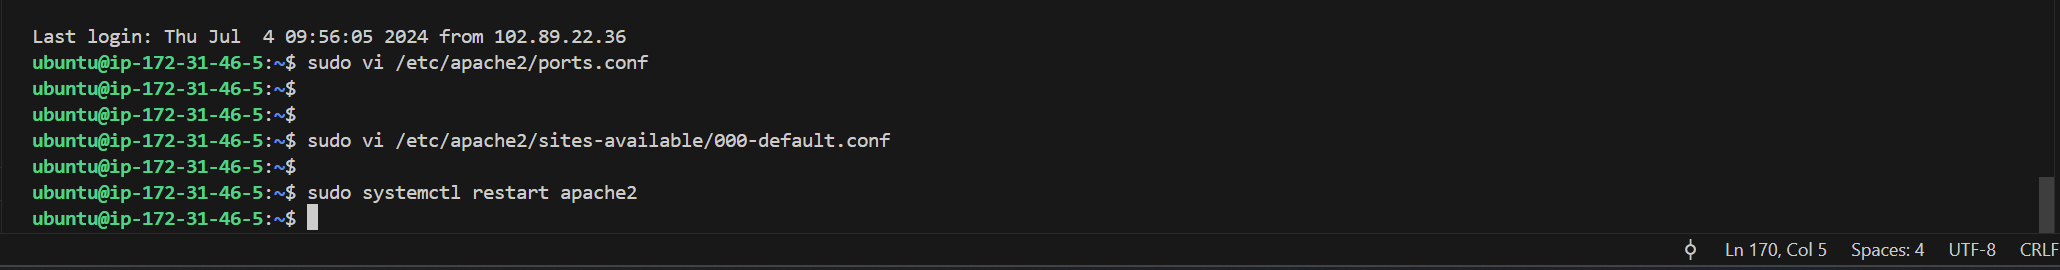 Last login: Thu Jul  4 09:56:05 2024 from 102.89.22.36
ubuntu@ip-172-31-46-5:~$ sudo vi /etc/apache2/ports.conf
ubuntu@ip-172-31-46-5:~$
ubuntu@ip-172-31-46-5:~$
ubuntu@ip-172-31-46-5:~$ sudo vi /etc/apache2/sites-available/000-default.conf
ubuntu@ip-172-31-46-5:~$
ubuntu@ip-172-31-46-5:~$ sudo systemctl restart apache2
ubuntu@ip-172-31-46-5:~$
Ln 170, Col 5 Spaces: 4 UTF-8 CRLF